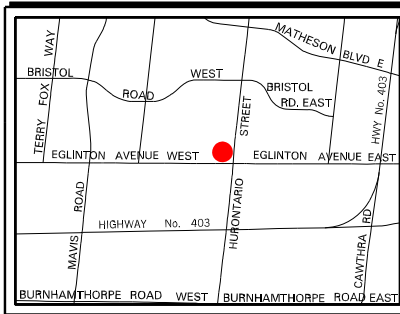 MATHESON BLVD E
TERRY FOX WAY
BRISTOL ROAD WEST
BRISTOL
RD. EAST
HWY No. 403
EGLINTON AVENUE WEST
EGLINTON AVENUE EAST
HURONTARIO STREET
MAVIS ROAD
HIGHWAY No. 403
CAWTHRA RD
BURNHAMTHORPE ROAD WEST
BURNHAMTHORPE ROAD EAST